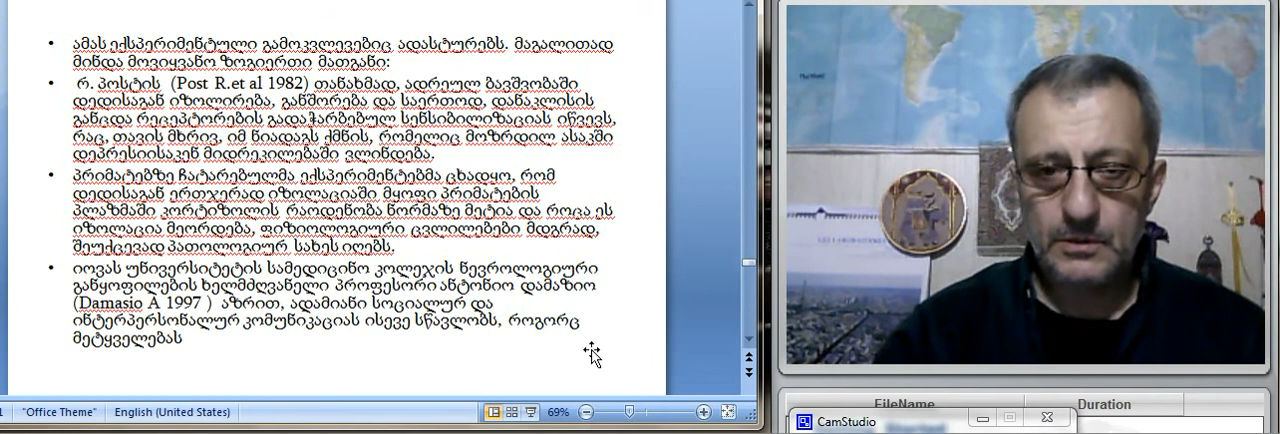 • ამას ექსპერიმენტული გამოკვლევებიც ადასტურებს. მაგალითად
მინდა მოვიყვანო ზოგიერთი მათგანი:
• რ. პოსტის (Post R.et al 1982) თანახმად, ადრეულ ბავშვობაში
დედისაგან იზოლირება, განშორება და საერთოდ, დანაკლისის
განცდა რეცეპტორების გადაჭარბებულ სენსიბილიზაციას იწვევს,
რაც, თავის მხრივ, იმ ნიადაგს ქმნის, რომელიც მოზრდილ ასაკში
დეპრესიისაკენ მიდრეკილებაში ვლინდება.
• პრიმატებზე ჩატარებულმა ექსპერიმენტებმა ცხადყო, რომ
დედისაგან ერთჯერად იზოლაციაში მყოფი პრიმატების
პლაზმაში კორტიზოლის რაოდენობა ნორმაზე მეტია და როცა ეს
იზოლაცია მეორდება, ფიზიოლოგიური ცვლილებები მდგრად,
შეუქცევად პათოლოგიურ სახეს იღებს.
• იოვას უნივერსიტეტის სამედიცინო კოლეჯის ნევროლოგიური
განყოფილების ხელმძღვანელი პროფესორი ანტონიო დამაზიო
(Damasio A 1997 ) აზრით, ადამიანი სოციალურ და
ინტერპერსონალურ კომუნიკაციას ისევე სწავლობს, როგორც
მეტყველებას
"Office Theme" English (United States) 69%
FileName Duration
CamStudio